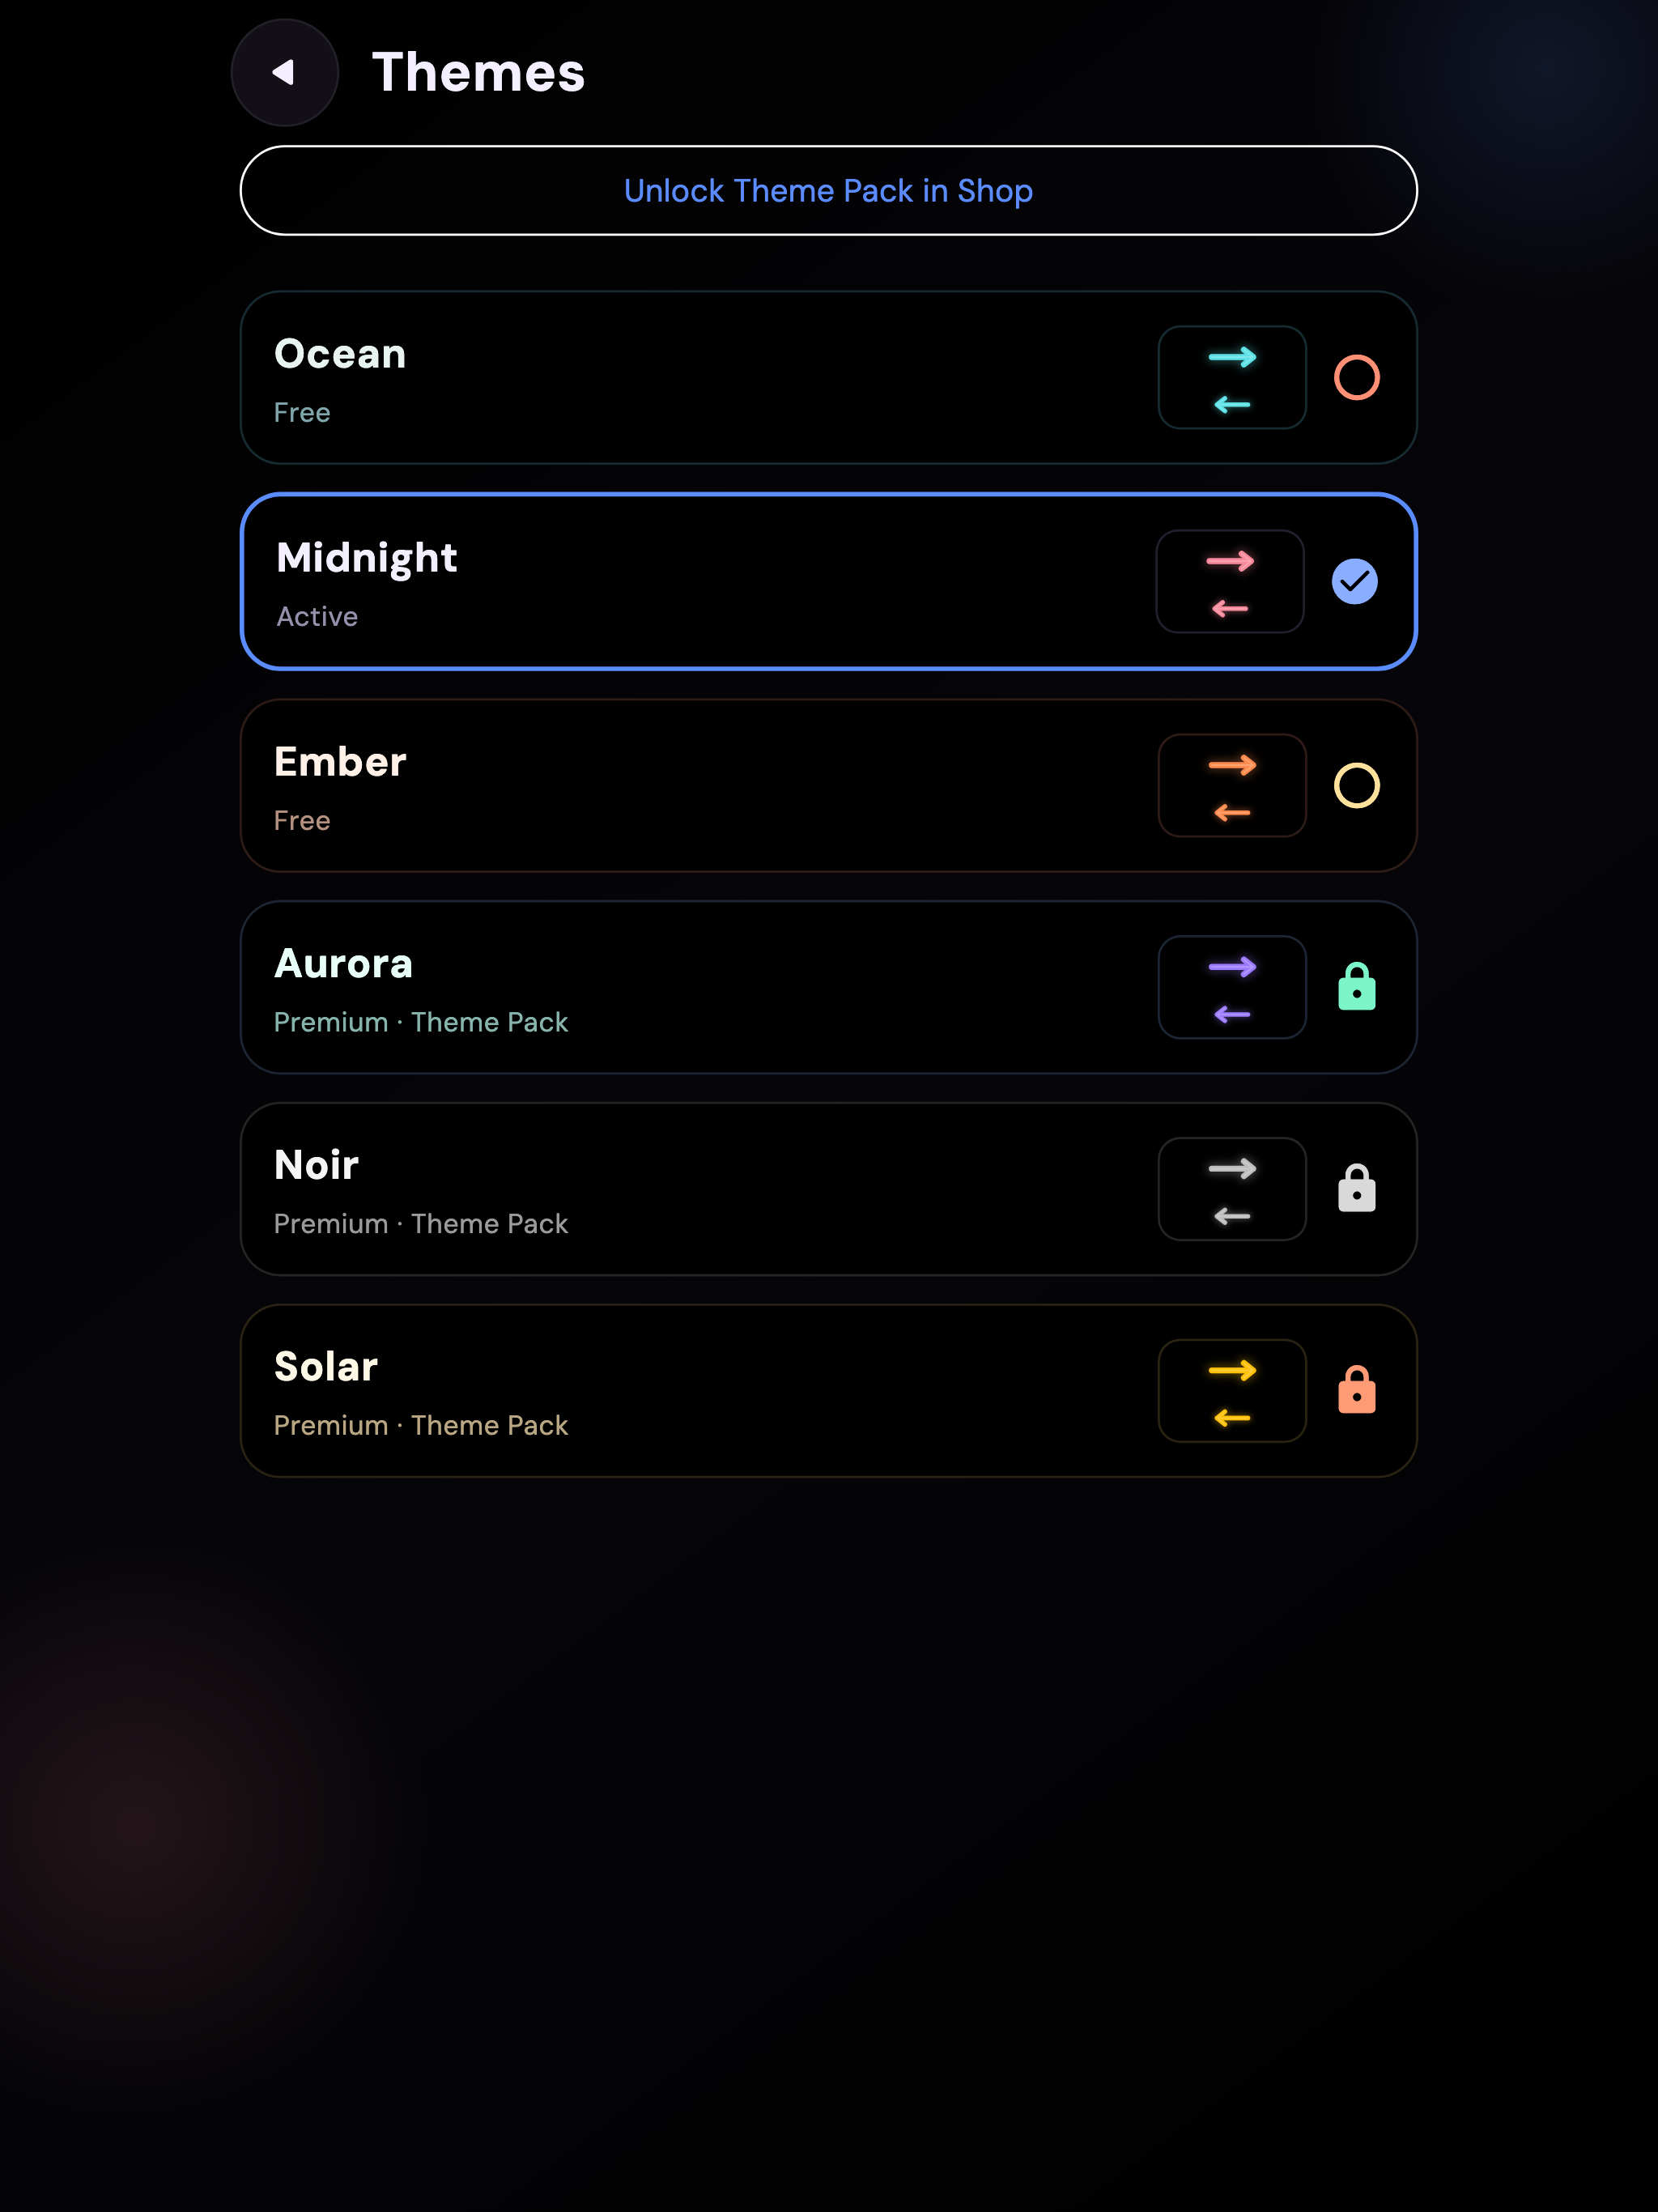 Themes
Unlock Theme Pack in Shop
Ocean
Free
Midnight
Active
Ember
Free
Aurora
Premium · Theme Pack
Noir
Premium · Theme Pack
Solar
Premium · Theme Pack